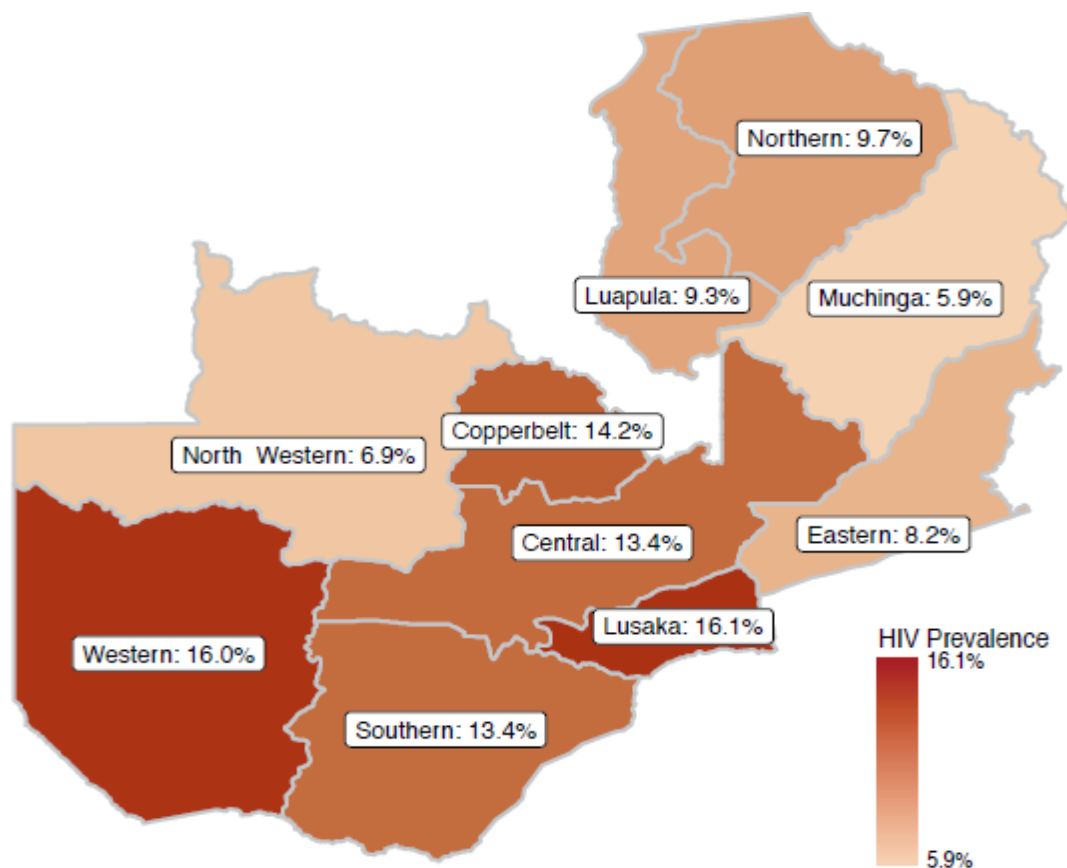 Northern: 9.7%
Luapula: 9.3%
Muchinga: 5.9%
Copperbelt: 14.2%
North  Western: 6.9%
Central: 13.4%
Eastern: 8.2%
Lusaka: 16.1%
Western: 16.0%
Southern: 13.4%
HIV Prevalence
16.1%
5.9%